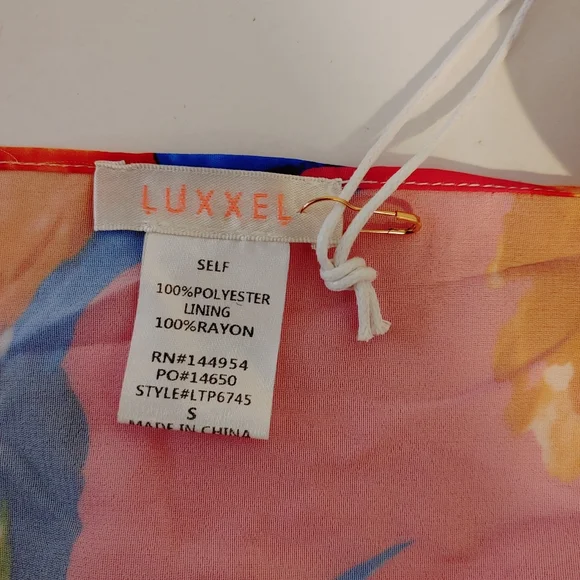 LUXXEL
SELF
100%POLYESTER
LINING
100%RAYON
RN#144954
PO#14650
STYLE#LTP6745
S
MADE IN CHINA